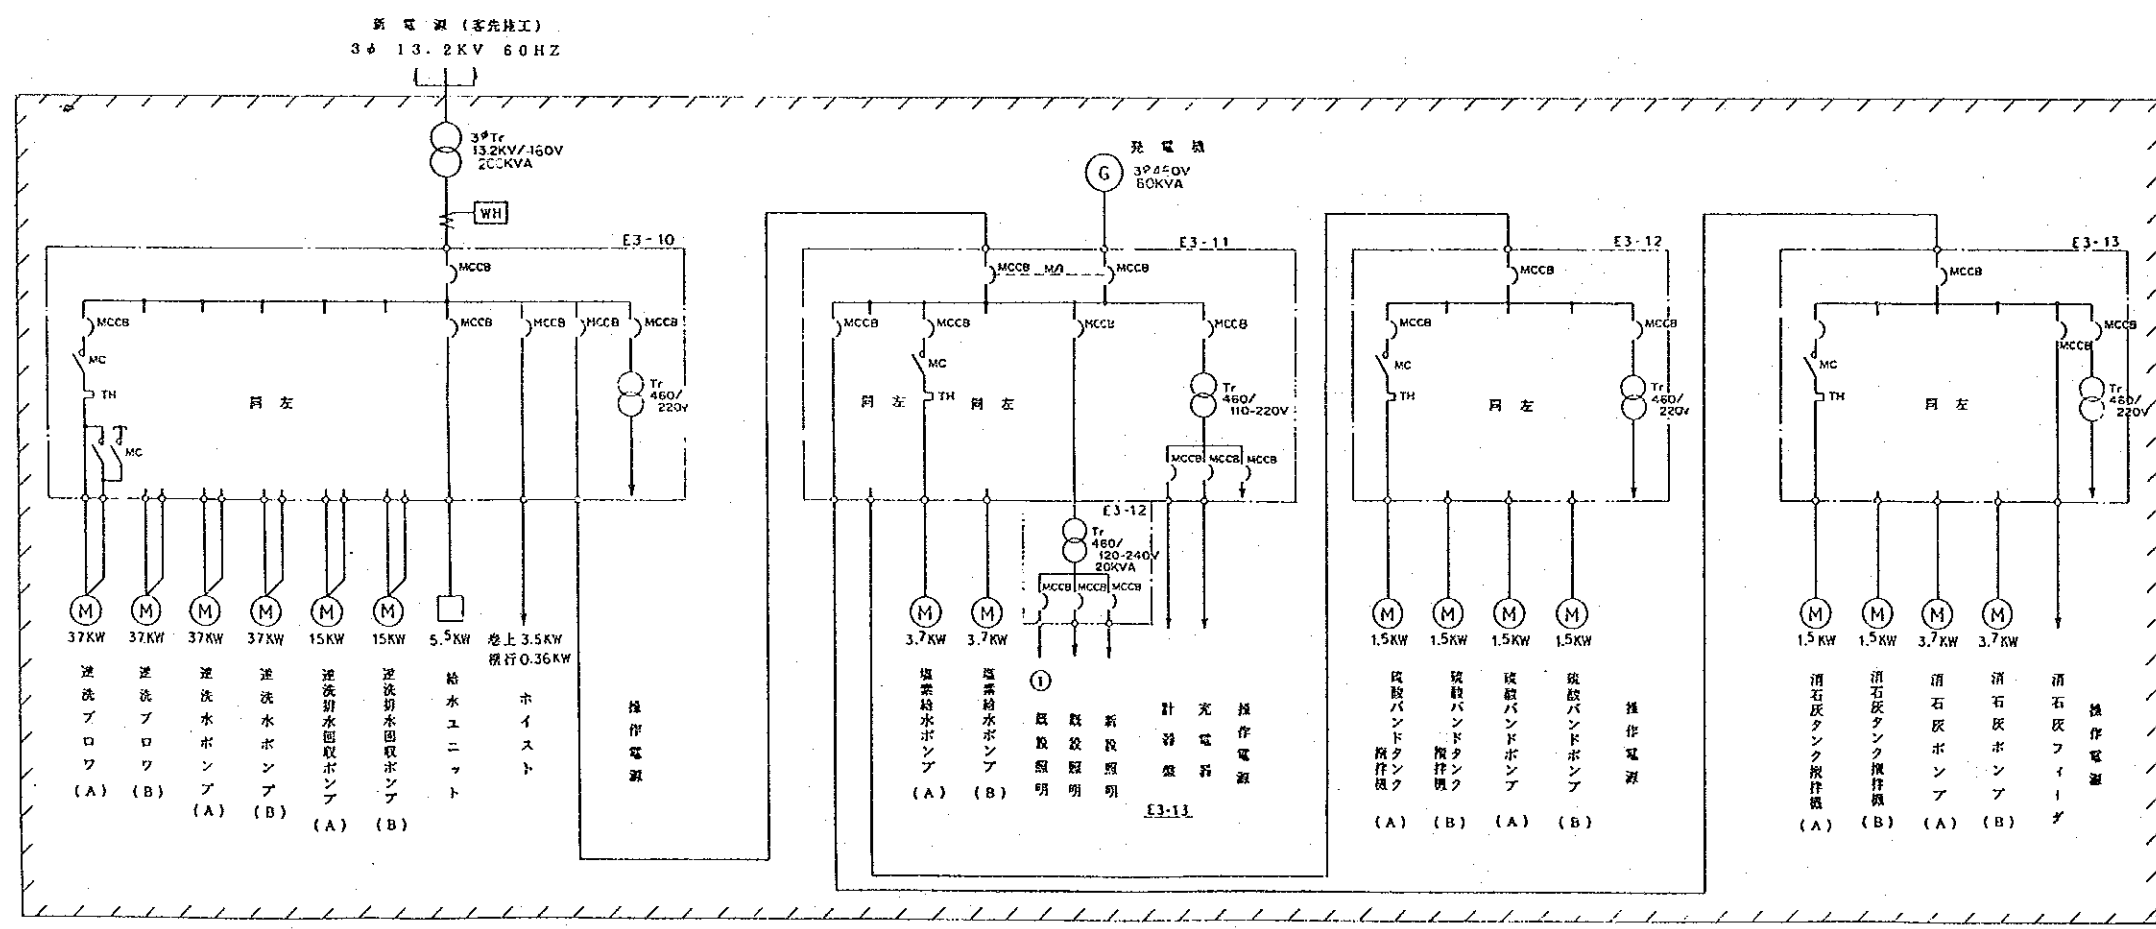 新電源(客先施工)
3φ 13.2KV 60HZ
3φTr
13.2KV/460V
200KVA
WH
発電機
G
3φ460V
60KVA
E3-10
MCCB
MCCB
MC
TH
MC
同左
MCCB
MCCB
MCCB
MCCB
Tr
460/
220V
M
M
M
M
M
M
37KW
37KW
37KW
37KW
15KW
15KW
5.5KW
巻上 3.5KW
横行 0.36KW
逆洗ブロワ(A)
逆洗ブロワ(B)
逆洗水ポンプ(A)
逆洗水ポンプ(B)
逆洗排水回収ポンプ(A)
逆洗排水回収ポンプ(B)
給水ユニット
ホイスト
操作電源
E3-11
MCCB
MCCB
MCCB
MCCB
MC
TH
同左
同左
MCCB
MCCB
Tr
460/
110-220V
MCCB
MCCB
MCCB
E3-12
Tr
460/
120-240V
20KVA
MCCB
MCCB
MCCB
M
M
3.7KW
3.7KW
塩素給水ポンプ(A)
塩素給水ポンプ(B)
①
既設照明
既設照明
新設照明
計器盤
充電器
操作電源
E3-13
E3-12
MCCB
MCCB
MC
TH
同左
MCCB
Tr
460/
220V
M
M
M
M
1.5KW
1.5KW
1.5KW
1.5KW
硫酸バンドタンク攪拌機(A)
硫酸バンドタンク攪拌機(B)
硫酸バンドポンプ(A)
硫酸バンドポンプ(B)
操作電源
E3-13
MCCB
MCCB
MC
TH
同左
MCCB
MCCB
Tr
460/
220V
M
M
M
M
1.5KW
1.5KW
3.7KW
3.7KW
消石灰タンク攪拌機(A)
消石灰タンク攪拌機(B)
消石灰ポンプ(A)
消石灰ポンプ(B)
消石灰フィーダ
操作電源